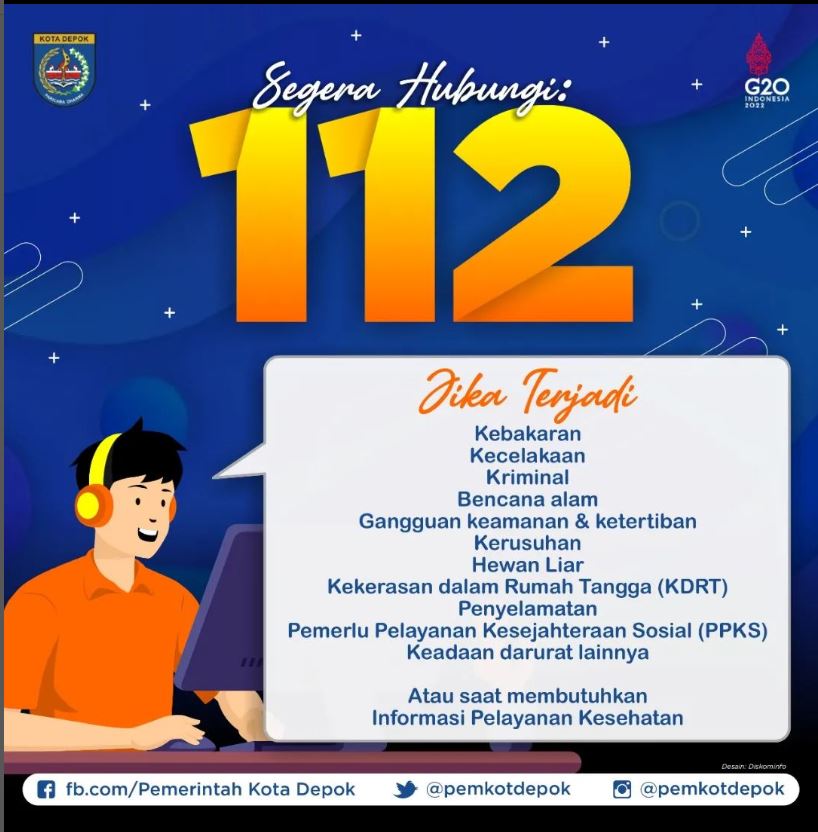 KOTA DEPOK
PARICARA DHARMA
G20
INDONESIA
2022
Segera Hubungi:
112
Jika Terjadi
Kebakaran
Kecelakaan
Kriminal
Bencana alam
Gangguan keamanan & ketertiban
Kerusuhan
Hewan Liar
Kekerasan dalam Rumah Tangga (KDRT)
Penyelamatan
Pemerlu Pelayanan Kesejahteraan Sosial (PPKS)
Keadaan darurat lainnya
Atau saat membutuhkan
Informasi Pelayanan Kesehatan
Desain: Diskominfo
fb.com/Pemerintah Kota Depok
@pemkotdepok
@pemkotdepok